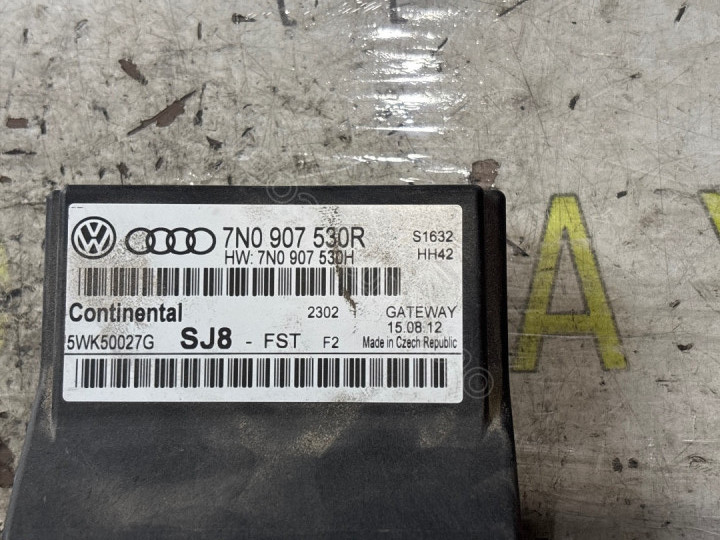 7N0 907 530R S1632
HW: 7N0 907 530H HH42
Continental 2302 GATEWAY
15.08.12
5WK50027G SJ8 - FST F2 Made in Czech Republic
A Y